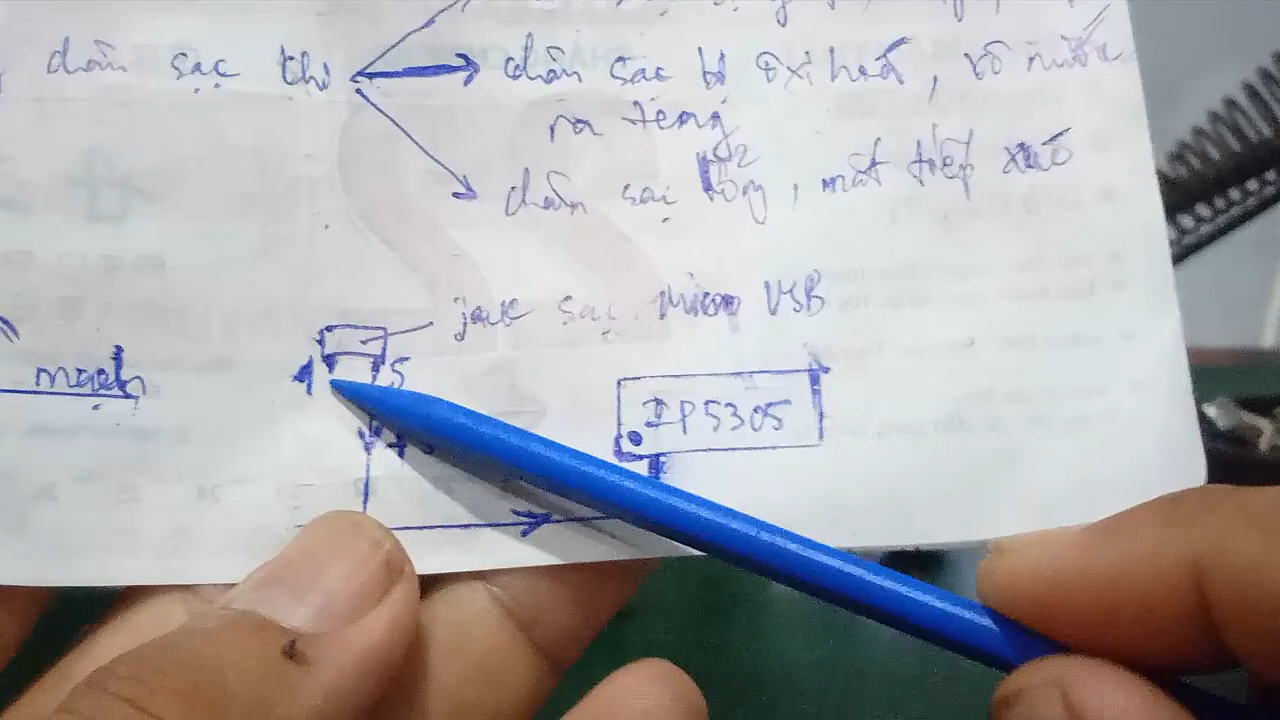 chân sạc thì
chân sạc bị ôxi hoá, vô nước
ra teng
chân sạc lỏng, mất tiếp xúc
jack sạc Micro USB
mạch
1
5
IP5305